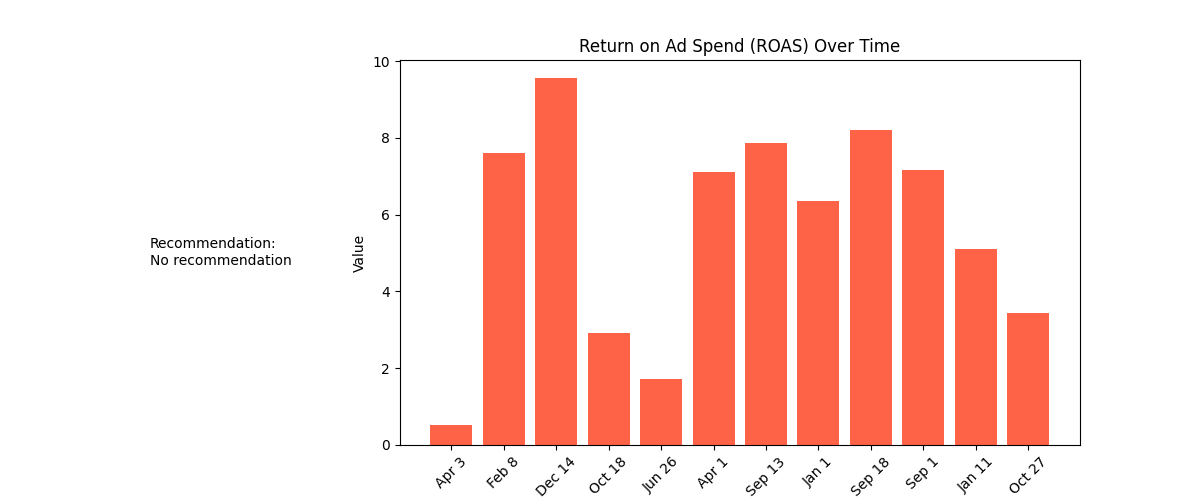 Return on Ad Spend (ROAS) Over Time
Recommendation:
No recommendation
Value
10
8
6
4
2
0
Apr 3
Feb 8
Dec 14
Oct 18
Jun 26
Apr 1
Sep 13
Jan 1
Sep 18
Sep 1
Jan 11
Oct 27